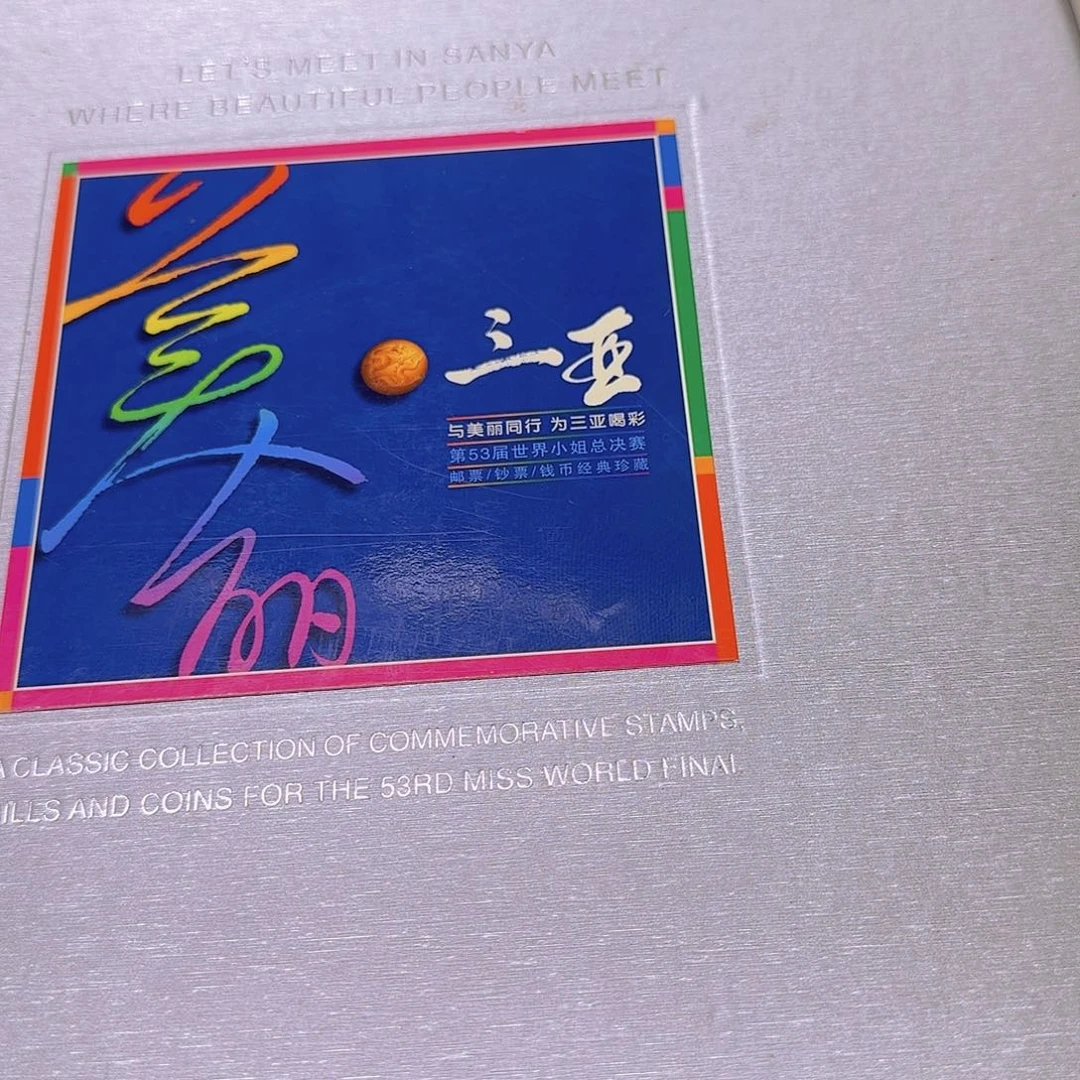 LET'S MEET IN SANYA
WHERE BEAUTIFUL PEOPLE MEET
美丽
三亚
与美丽同行 为三亚喝彩
第53届世界小姐总决赛
邮票/钞票/钱币经典珍藏
A CLASSIC COLLECTION OF COMMEMORATIVE STAMPS,
ILLS AND COINS FOR THE 53RD MISS WORLD FINAL